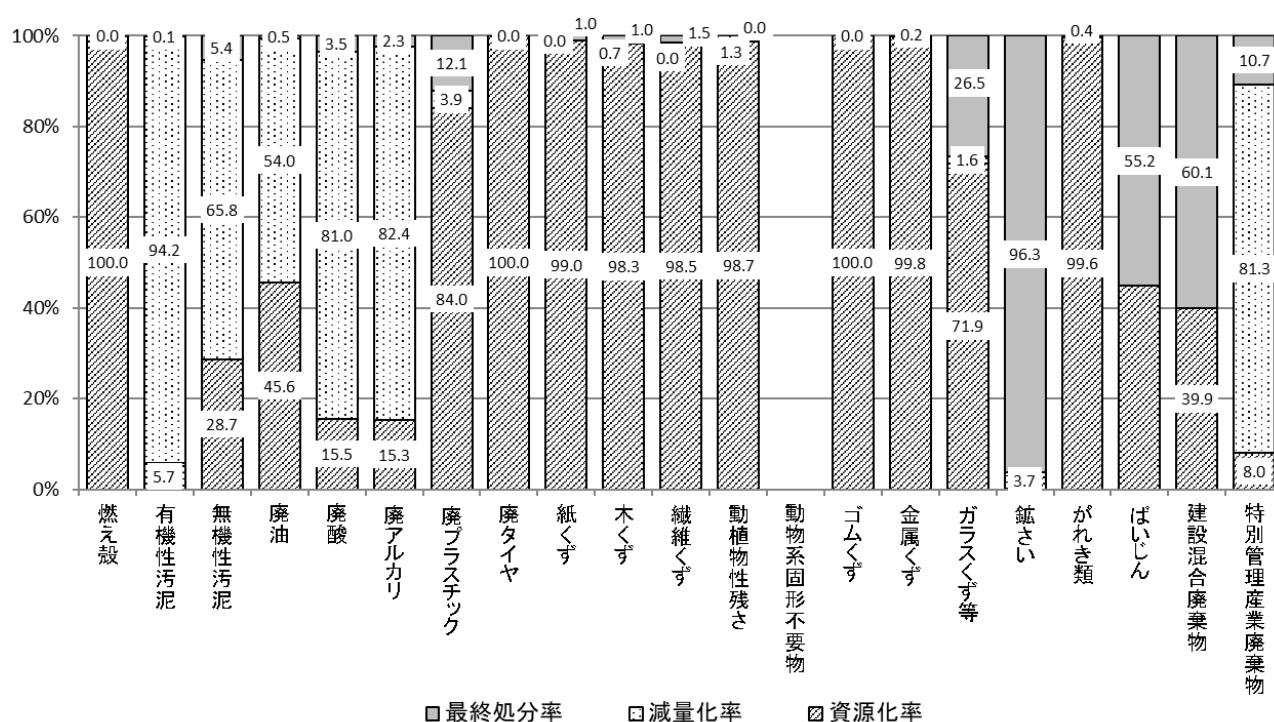 0.0 0.1 5.4 0.5 3.5 2.3 12.1 0.0 0.0 1.0 0.7 1.0 0.0 1.5 1.3 0.0 0.0 0.2 26.5 0.4 10.7
100%
3.9
80%
54.0 1.6 55.2 60.1
60%
65.8 81.0 82.4
100.0 94.2 100.0 99.0 98.3 98.5 98.7 100.0 99.8 96.3 99.6 81.3
84.0
40%
71.9
45.6 39.9
20%
28.7
15.5 15.3
5.7 3.7 8.0
0%
燃え殻
有機性汚泥
無機性汚泥
廃油
廃酸
廃アルカリ
廃プラスチック
廃タイヤ
紙くず
木くず
繊維くず
動植物性残さ
動物系固形不要物
ゴムくず
金属くず
ガラスくず等
鉱さい
がれき類
ばいじん
建設混合廃棄物
特別管理産業廃棄物
最終処分率 減量化率 資源化率